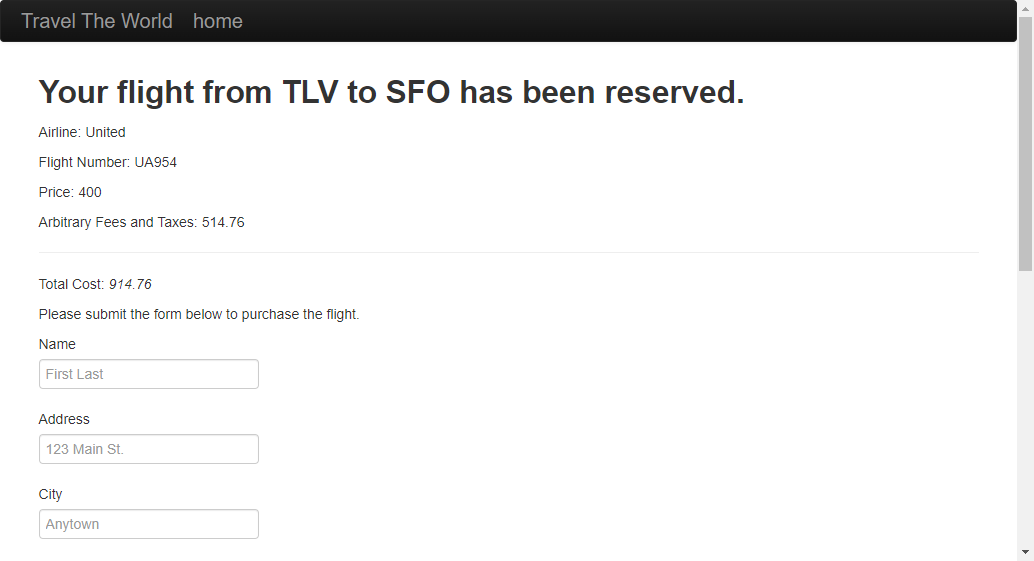 Travel The World home
Your flight from TLV to SFO has been reserved.
Airline: United
Flight Number: UA954
Price: 400
Arbitrary Fees and Taxes: 514.76
Total Cost: 914.76
Please submit the form below to purchase the flight.
Name
First Last
Address
123 Main St.
City
Anytown